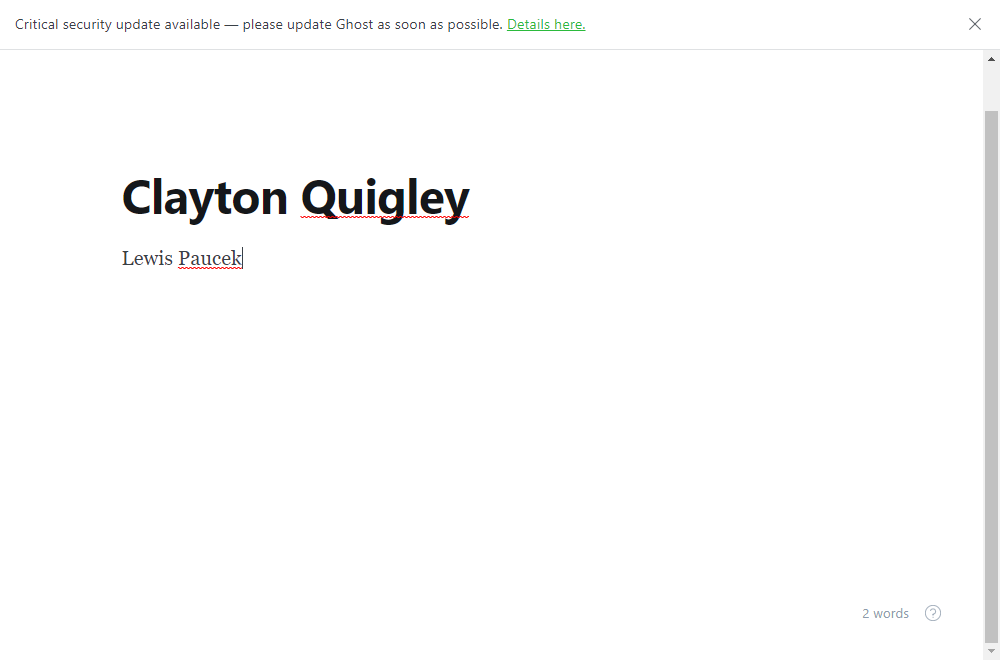 Critical security update available — please update Ghost as soon as possible. Details here.
Clayton Quigley
Lewis Paucek
2 words
?